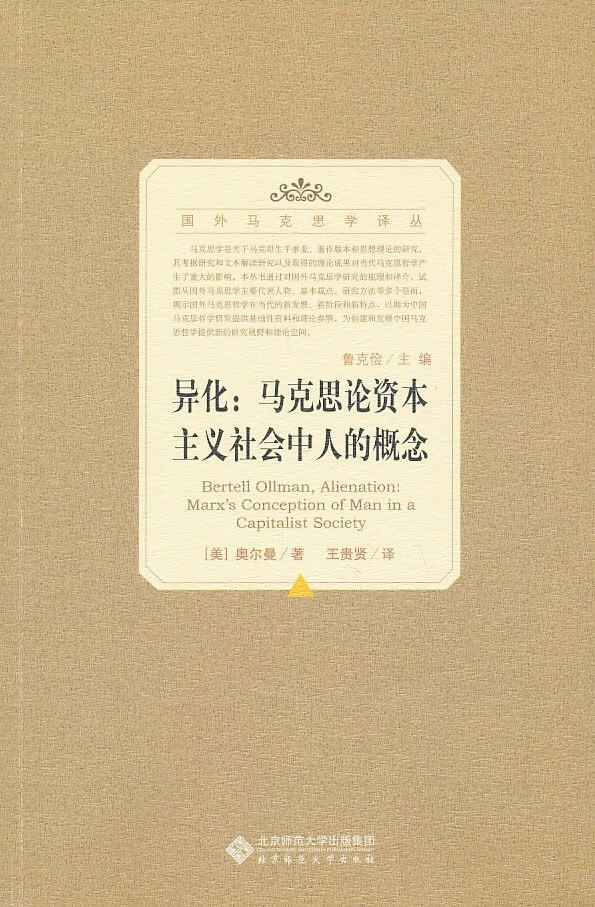 国外马克思学译丛
马克思学是关于马克思生平事业、著作版本和思想理论的研究，
其考据研究和文本解读研究以及取得的理论成果对当代马克思哲学产
生了重大的影响。本丛书通过对国外马克思学研究的梳理和译介，试
图从国外马克思学主要代表人物、基本观点、研究方法等多个层面，
揭示国外马克思哲学在当代的新发展、新阶段和新特点，以期为中国
马克思哲学研究提供基础性资料和理论参照，为创建和发展中国马克
思哲学提供新的研究视野和理论空间。
鲁克俭／主 编
异化：马克思论资本
主义社会中人的概念
Bertell Ollman, Alienation:
Marx's Conception of Man in a
Capitalist Society
［美］奥尔曼／著 王贵贤／译
北京师范大学出版集团
BEIJING NORMAL UNIVERSITY PUBLISHING GROUP
北京师范大学出版社